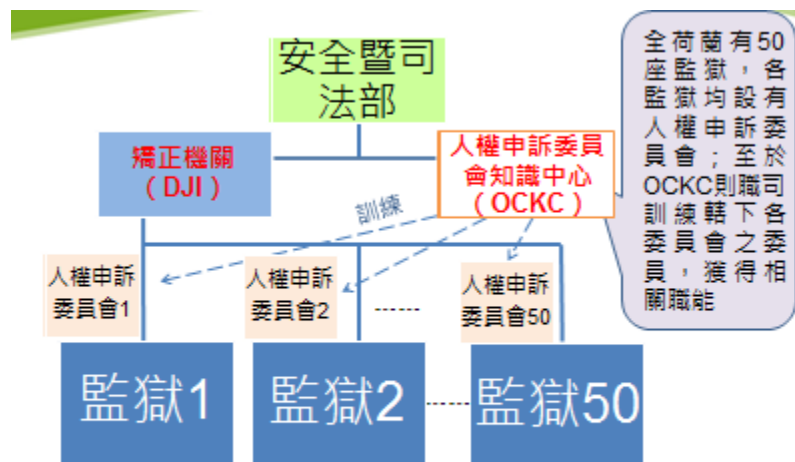 安全暨司
法部
矯正機關
（DJI）
人權申訴委員
會知識中心
（OCKC）
全荷蘭有50
座監獄，各
監獄均設有
人權申訴委
員會；至於
OCKC則職司
訓練轄下各
委員會之委
員，獲得相
關職能
訓練
人權申訴
委員會1
人權申訴
委員會2
------
人權申訴
委員會50
監獄1
監獄2
------
監獄50